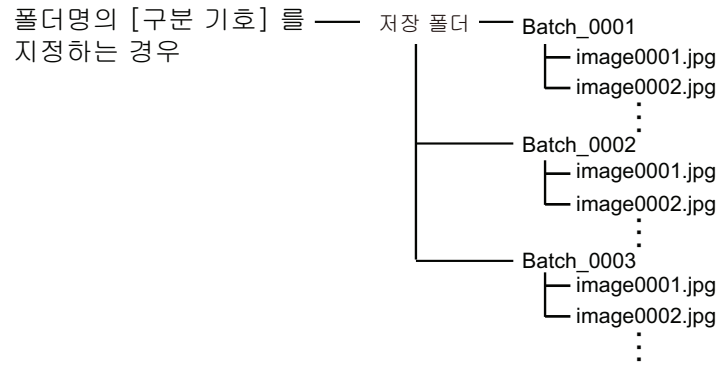 폴더명의 [구분 기호] 를
지정하는 경우
저장 폴더
Batch_0001
image0001.jpg
image0002.jpg
Batch_0002
image0001.jpg
image0002.jpg
Batch_0003
image0001.jpg
image0002.jpg